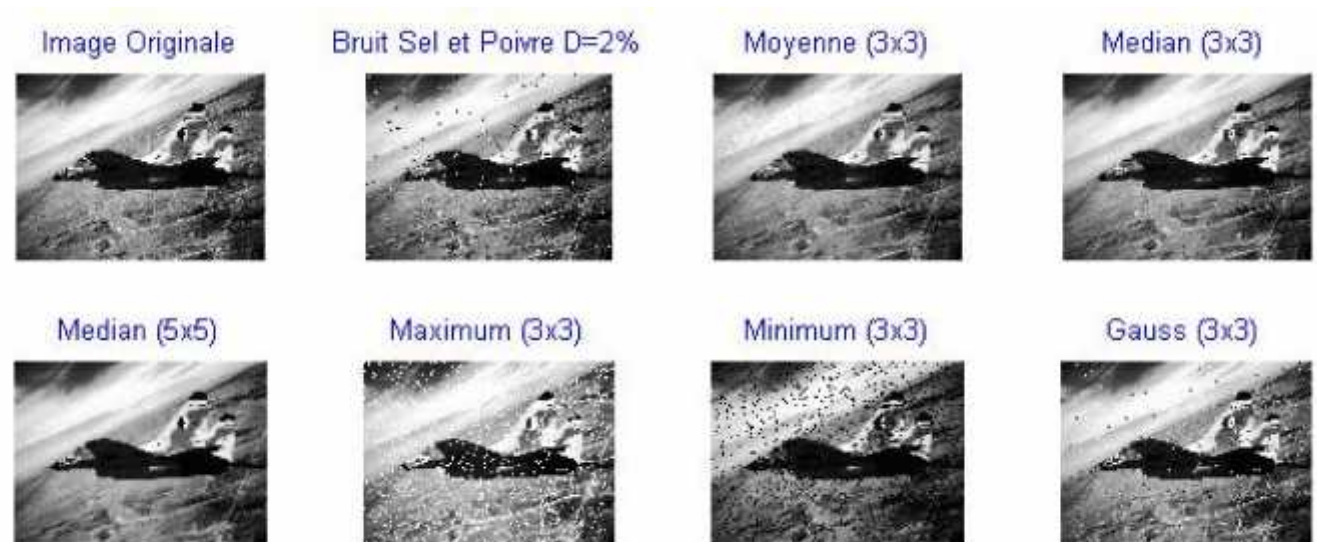 Image Originale
Bruit Sel et Poivre D=2%
Moyenne (3x3)
Median (3x3)
Median (5x5)
Maximum (3x3)
Minimum (3x3)
Gauss (3x3)